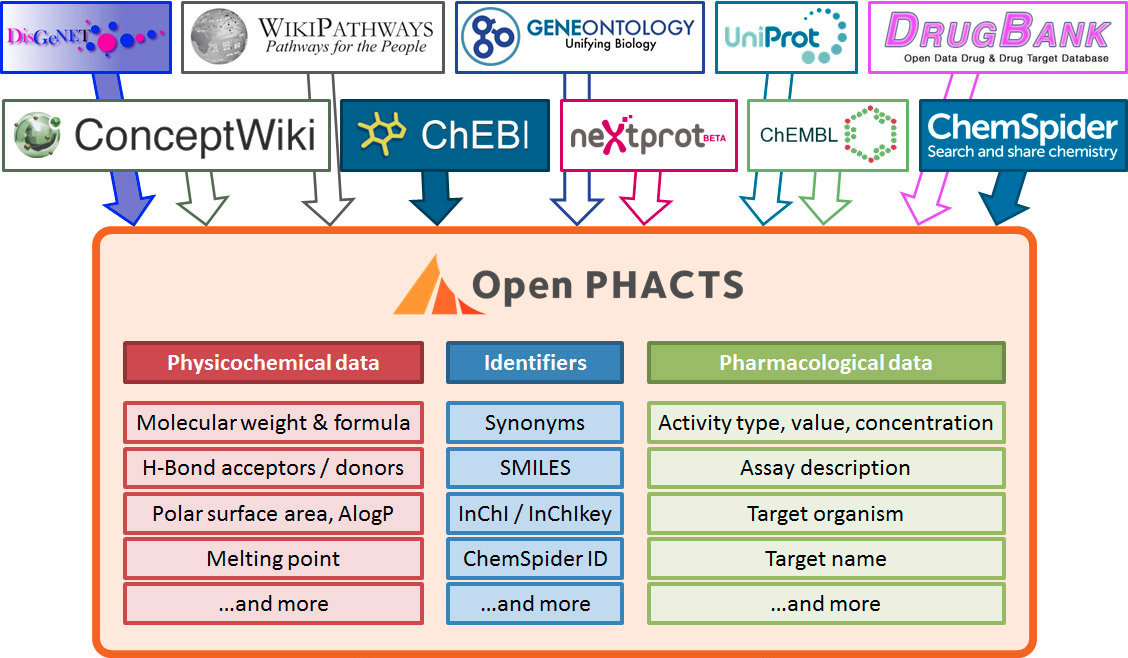 DisGeNET
WIKIPATHWAYS
Pathways for the People
go
GENEONTOLOGY
Unifying Biology
UniProt
DRUGBANK
Open Data Drug & Drug Target Database
ConceptWiki
ChEBI
neXtprot BETA
ChEMBL
ChemSpider
Search and share chemistry
Open PHACTS
Physicochemical data
Identifiers
Pharmacological data
Molecular weight & formula
Synonyms
Activity type, value, concentration
H-Bond acceptors / donors
SMILES
Assay description
Polar surface area, AlogP
InChI / InChIkey
Target organism
Melting point
ChemSpider ID
Target name
...and more
...and more
...and more